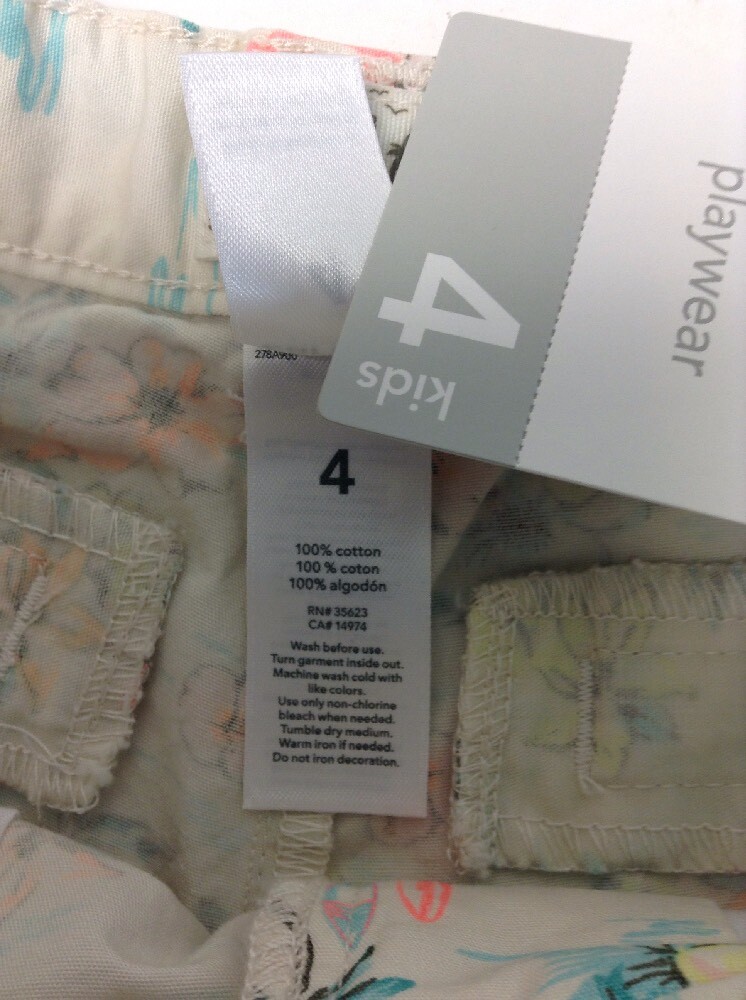 playwear
4
kids
4
100% cotton
100 % coton
100% algodón
RN# 35623
CA# 14974
Wash before use.
Turn garment inside out.
Machine wash cold with
like colors.
Use only non-chlorine
bleach when needed.
Tumble dry medium.
Warm iron if needed.
Do not iron decoration.